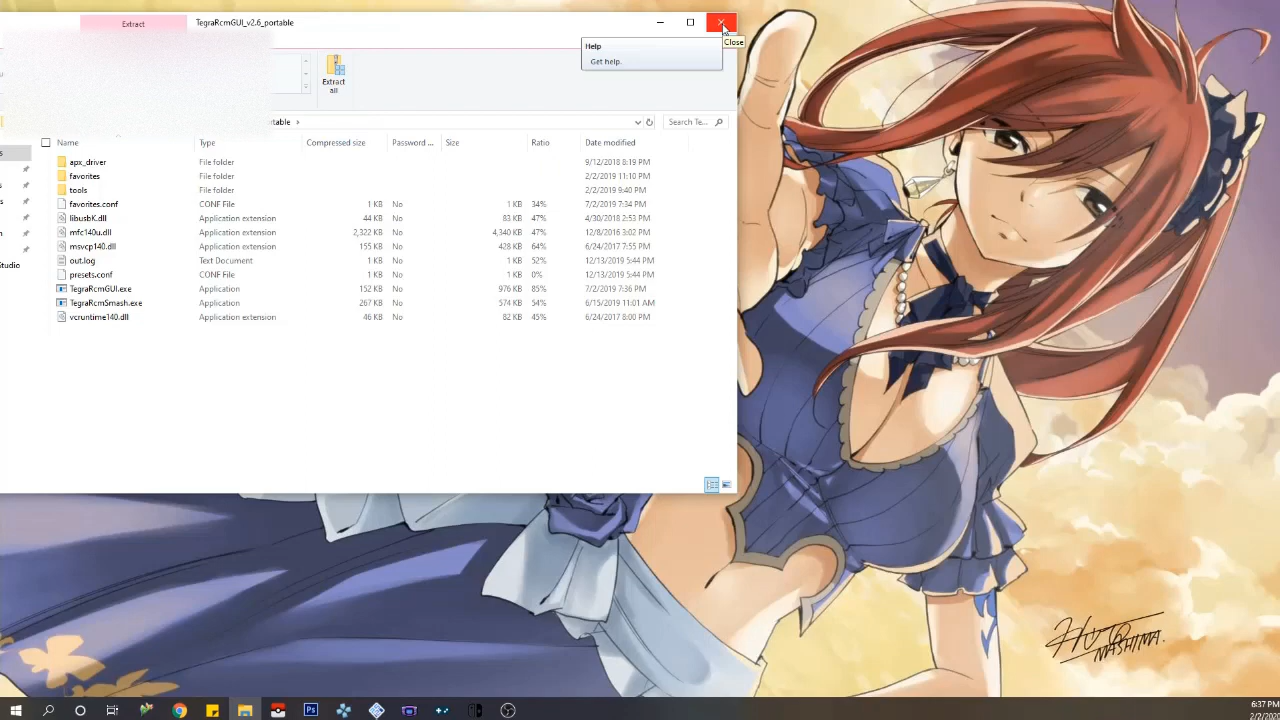 Extract TegraRcmGUI_v2.6_portable
Close
Help
Get help.
Extract all
rtable
Search Te...
Name Type Compressed size Password ... Size Ratio Date modified
apx_driver File folder 9/12/2018 8:19 PM
favorites File folder 2/2/2019 11:10 PM
tools File folder 2/2/2019 9:40 PM
favorites.conf CONF File 1 KB No 1 KB 34% 7/2/2019 7:34 PM
libusbK.dll Application extension 44 KB No 83 KB 47% 4/30/2018 2:53 PM
mfc140u.dll Application extension 2,322 KB No 4,340 KB 47% 12/8/2016 3:02 PM
msvcp140.dll Application extension 155 KB No 428 KB 64% 6/24/2017 7:55 PM
out.log Text Document 1 KB No 1 KB 52% 12/13/2019 5:44 PM
presets.conf CONF File 1 KB No 1 KB 0% 12/13/2019 5:44 PM
TegraRcmGUI.exe Application 152 KB No 976 KB 85% 7/2/2019 7:36 PM
TegraRcmSmash.exe Application 267 KB No 574 KB 54% 6/15/2019 11:01 AM
vcruntime140.dll Application extension 46 KB No 82 KB 45% 6/24/2017 8:00 PM
Studio
MASHIMA.
Ps
6:37 PM